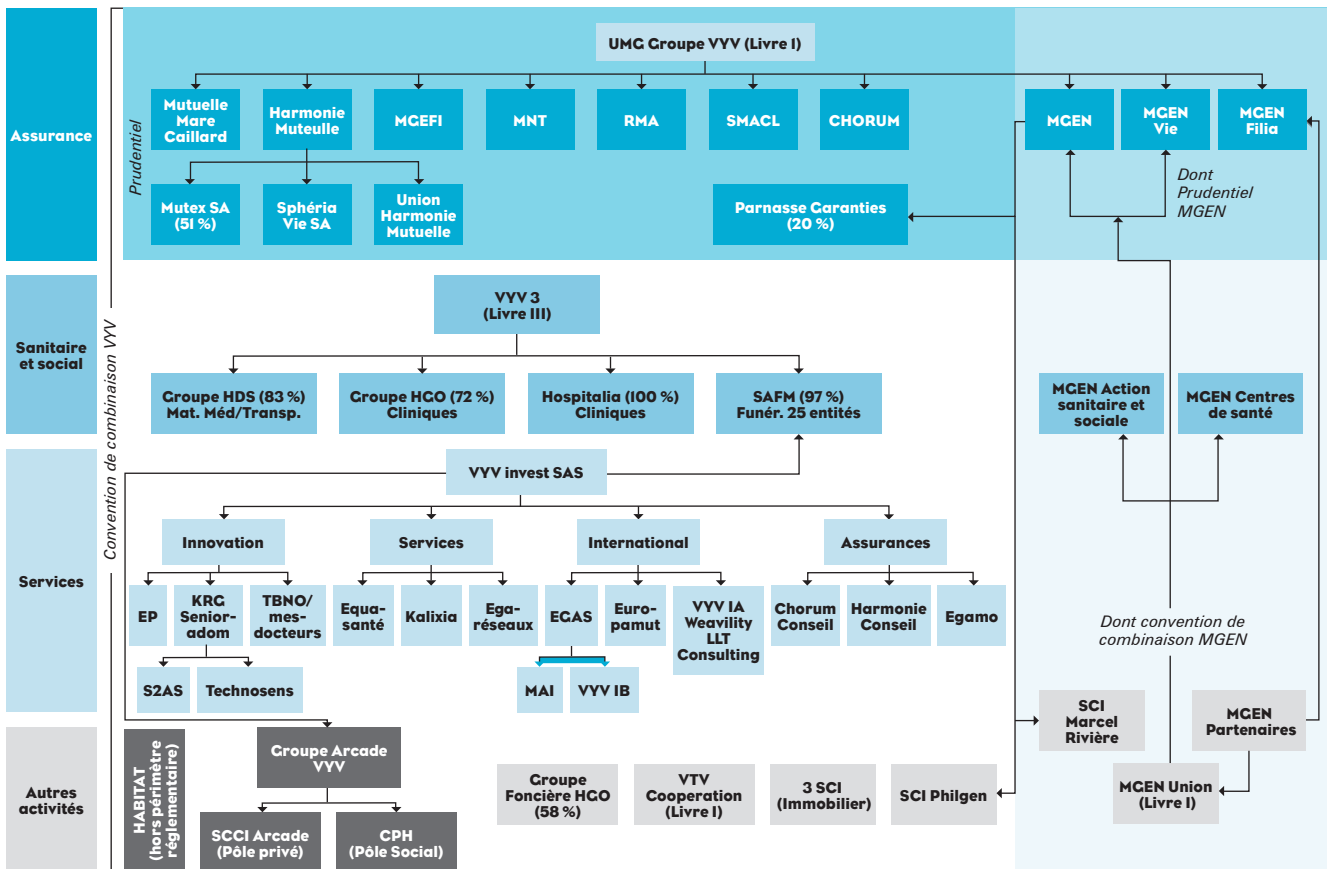 Assurance
Convention de combinaison VYV
Prudentiel
UMG Groupe VYV (Livre I)
Mutuelle
Mare
Caillard
Harmonie
Muteulle
MGEFI
MNT
RMA
SMACL
CHORUM
MGEN
MGEN
Vie
MGEN
Filia
Mutex SA
(51 %)
Sphéria
Vie SA
Union
Harmonie
Mutuelle
Parnasse Garanties
(20 %)
Dont
Prudentiel
MGEN
Sanitaire
et social
VYV 3
(Livre III)
Groupe HDS (83 %)
Mat. Méd/Transp.
Groupe HGO (72 %)
Cliniques
Hospitalia (100 %)
Cliniques
SAFM (97 %)
Funér. 25 entités
MGEN Action
sanitaire et
sociale
MGEN Centres
de santé
Services
VYV invest SAS
Innovation
Services
International
Assurances
EP
KRG
Senior-
adom
TBNO/
mes-
docteurs
Equa-
santé
Kalixia
Ega-
réseaux
EGAS
Euro-
pamut
VYV IA
Weavility
LLT
Consulting
Chorum
Conseil
Harmonie
Conseil
Egamo
S2AS
Technosens
MAI
VYV IB
Dont convention de
combinaison MGEN
Autres
activités
HABITAT
(hors périmètre
réglementaire)
Groupe Arcade
VYV
SCCI Arcade
(Pôle privé)
CPH
(Pôle Social)
Groupe
Foncière HGO
(58 %)
VTV
Cooperation
(Livre I)
3 SCI
(Immobilier)
SCI Philgen
SCI
Marcel
Rivière
MGEN
Partenaires
MGEN Union
(Livre I)